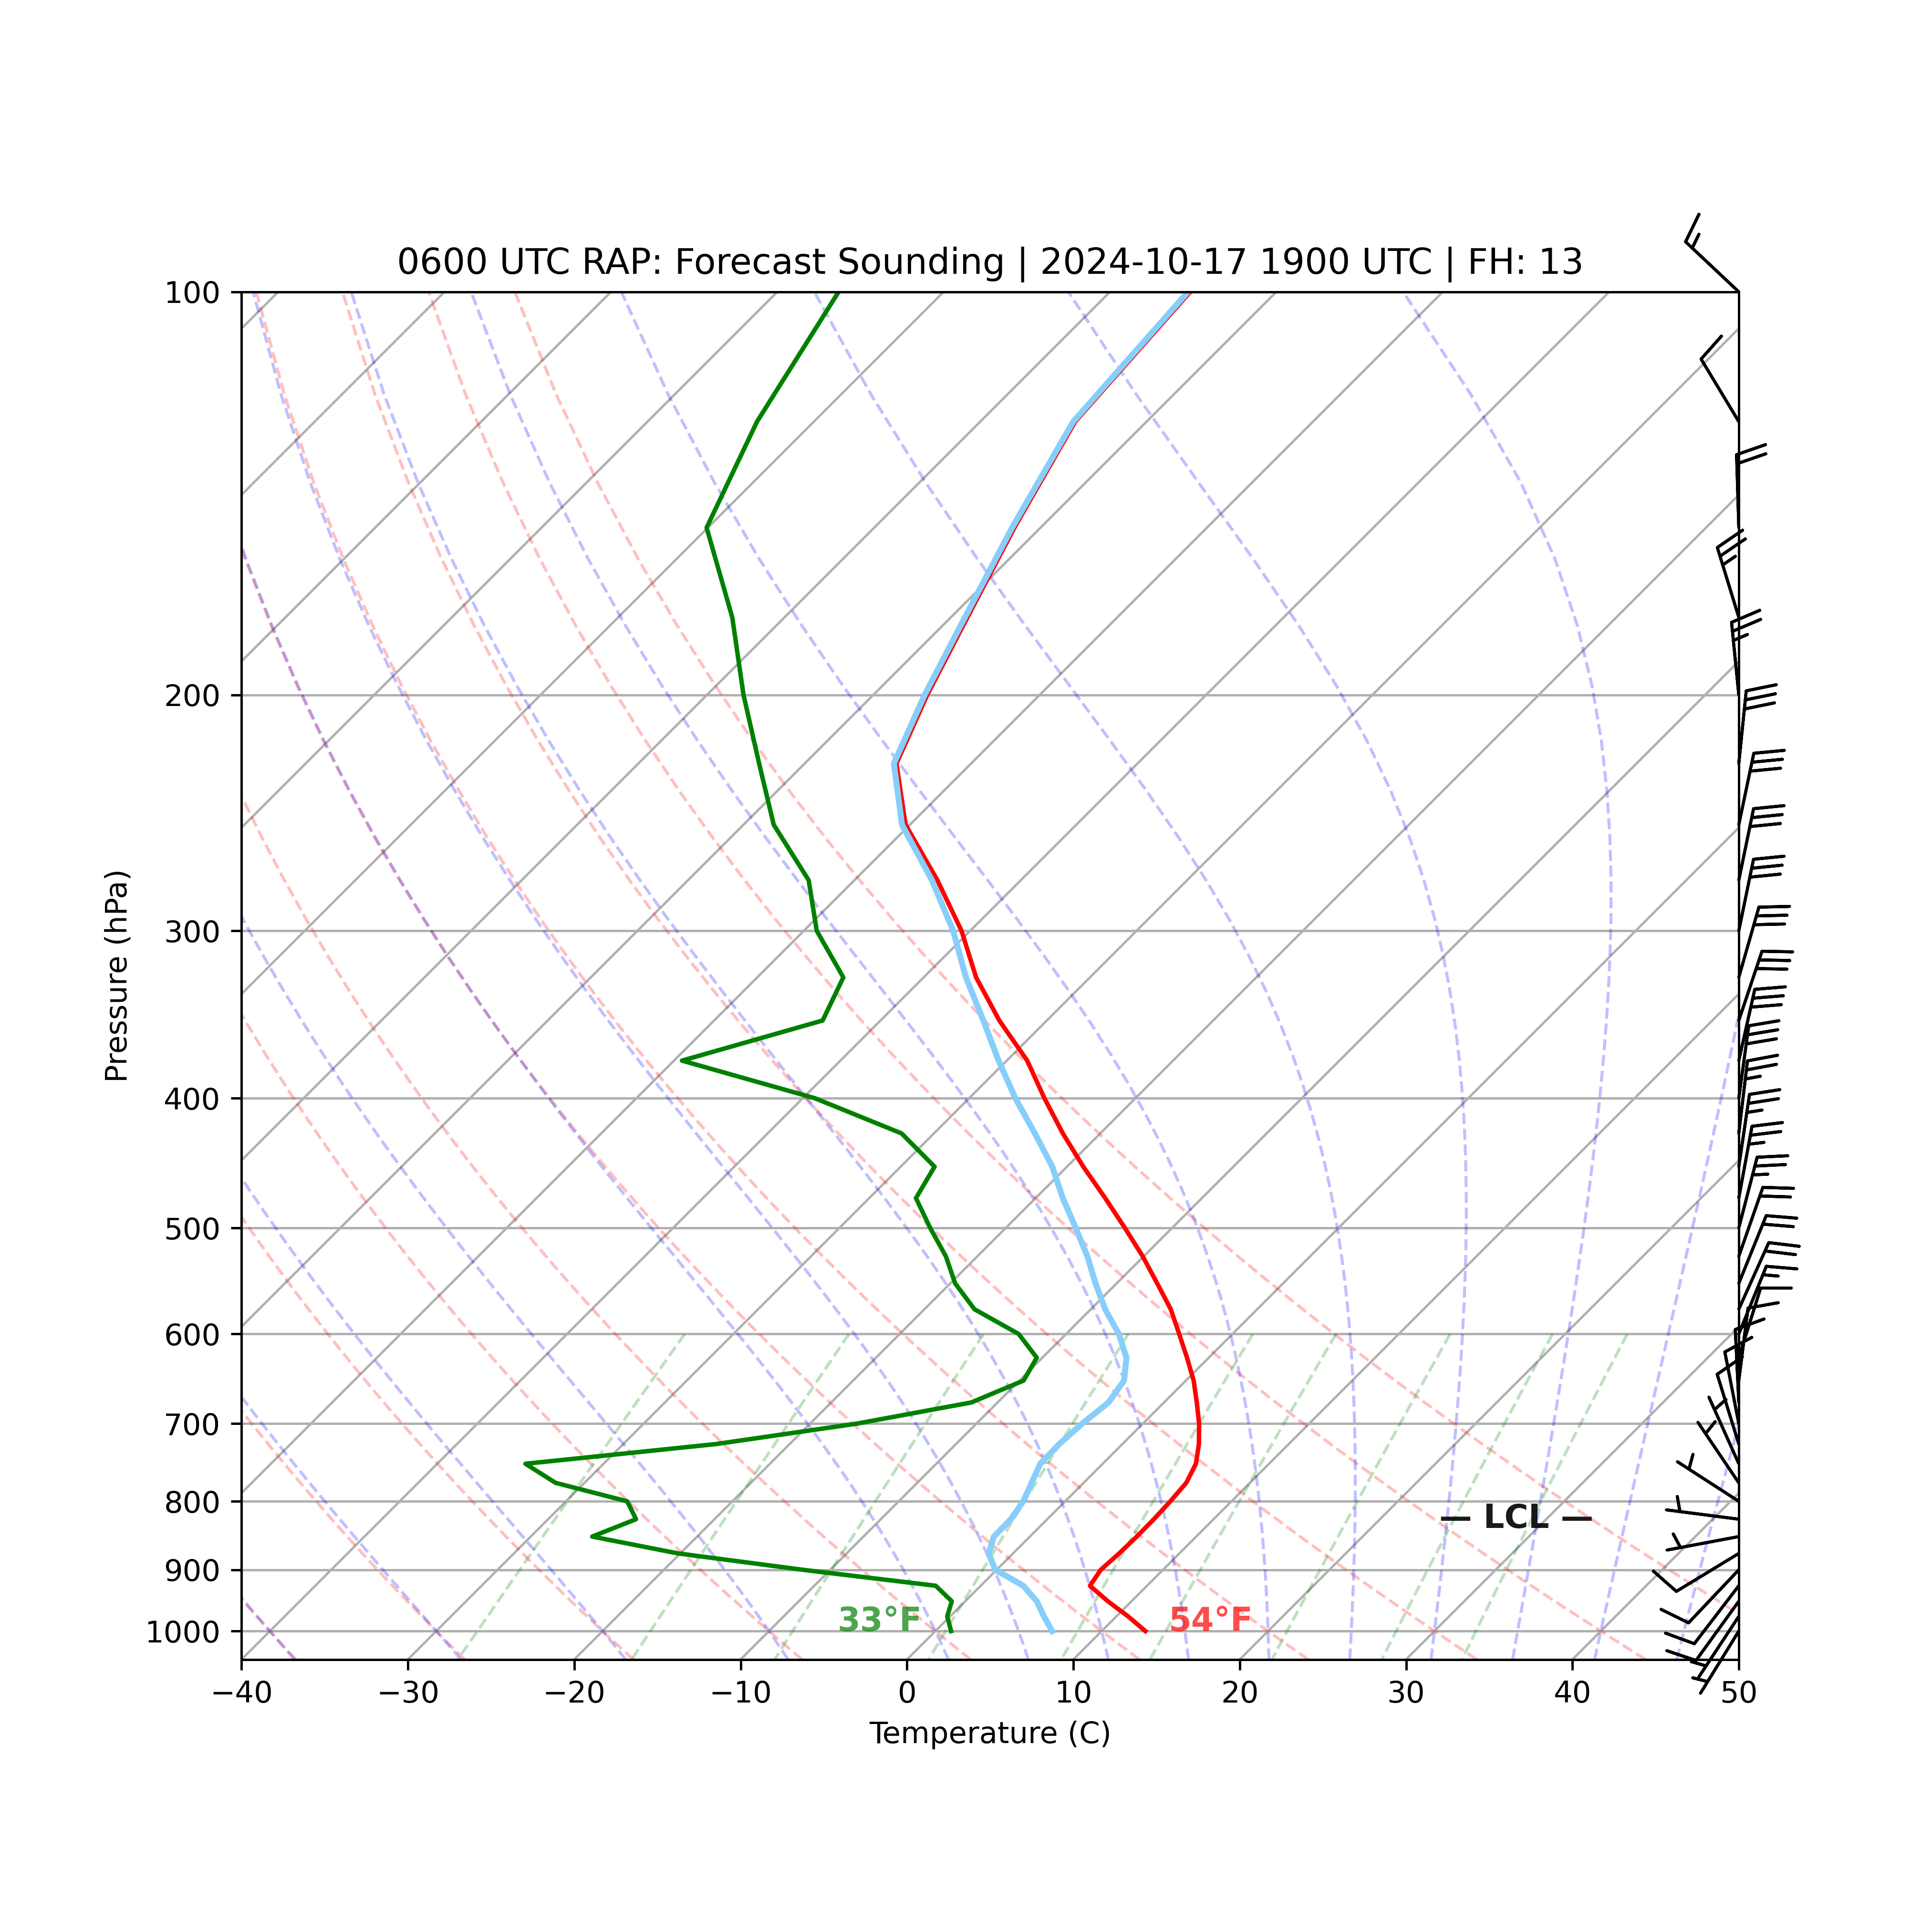 0600 UTC RAP: Forecast Sounding | 2024-10-17 1900 UTC | FH: 13
100
200
300
400
500
600
700
800
900
1000
Pressure (hPa)
— LCL —
33°F
54°F
−40 −30 −20 −10 0 10 20 30 40 50
Temperature (C)